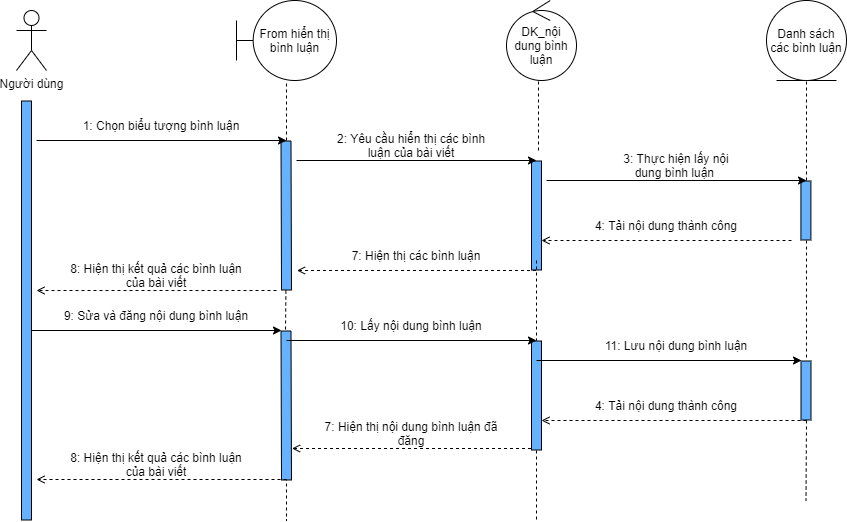 Người dùng
From hiển thị
bình luận
DK_nội
dung bình
luận
Danh sách
các bình luận
1: Chọn biểu tượng bình luận
2: Yêu cầu hiển thị các bình
luận của bài viết
3: Thực hiện lấy nội
dung bình luận
4: Tải nội dung thành công
7: Hiện thị các bình luận
8: Hiện thị kết quả các bình luận
của bài viết
9: Sửa và đăng nội dung bình luận
10: Lấy nội dung bình luận
11: Lưu nội dung bình luận
4: Tải nội dung thành công
7: Hiện thị nội dung bình luận đã
đăng
8: Hiện thị kết quả các bình luận
của bài viết